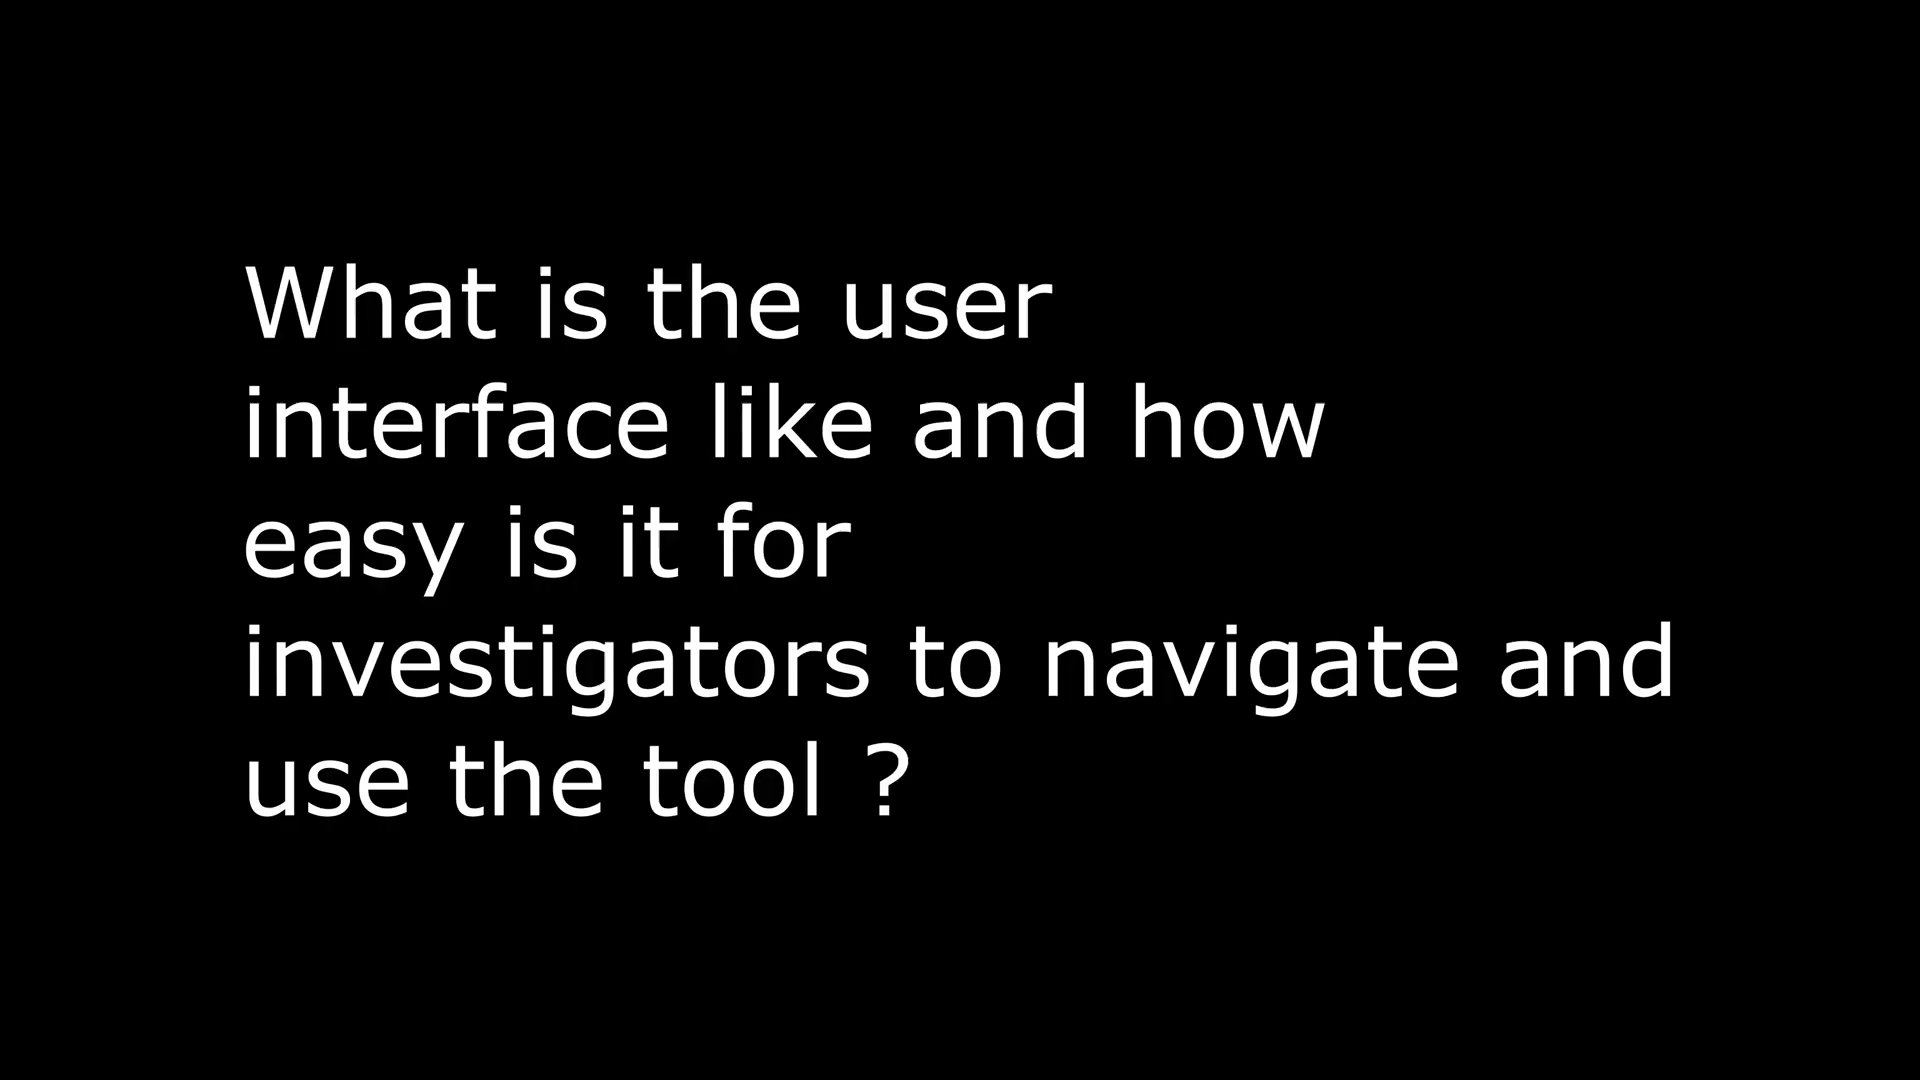 What is the user
interface like and how
easy is it for
investigators to navigate and
use the tool ?